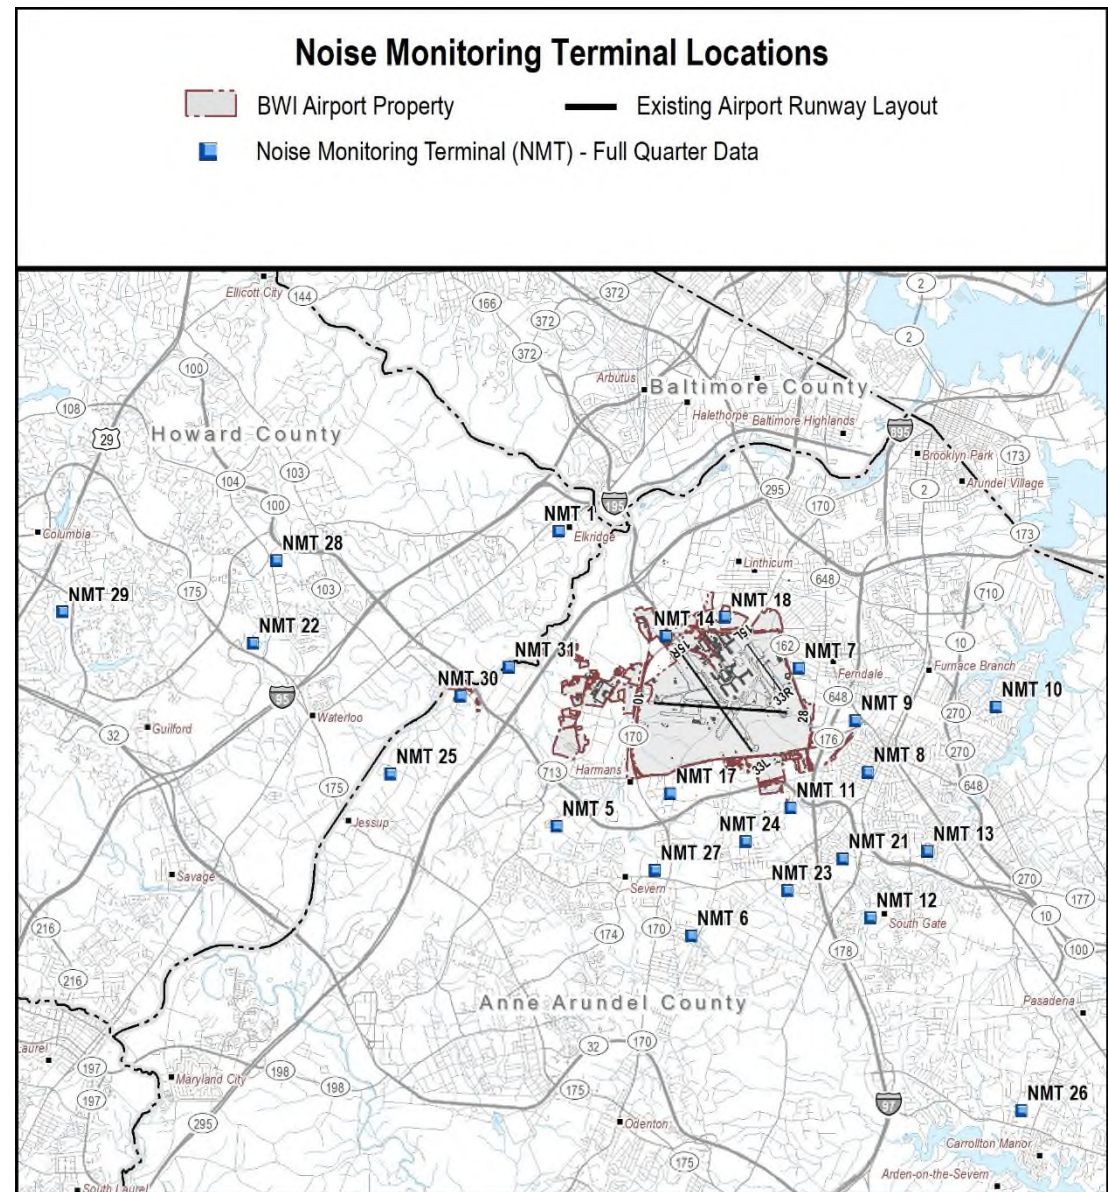 Noise Monitoring Terminal Locations
BWI Airport Property
Existing Airport Runway Layout
Noise Monitoring Terminal (NMT) - Full Quarter Data
Ellicott City
144
166
372
2
372
2
372
100
Arbutus
Baltimore County
108
Halethorpe
Baltimore Highlands
29
Howard County
895
Brooklyn Park
173
103
104
295
2
Arundel Village
100
195
170
NMT 1
Columbia
Elkridge
173
NMT 28
Linthicum
175
103
648
NMT 29
710
NMT 18
NMT 14
NMT 22
15L
10
162
NMT 31
15R
NMT 7
Ferndale
Furnace Branch
NMT 30
33R
648
NMT 10
95
10
NMT 9
270
Waterloo
28
Guilford
32
170
176
270
NMT 25
713
33L
NMT 8
Harmans
NMT 17
175
648
NMT 11
NMT 5
Jessup
NMT 24
NMT 21
NMT 13
NMT 27
Savage
Severn
NMT 23
270
177
NMT 12
10
216
174
170
NMT 6
South Gate
178
100
216
Anne Arundel County
Pasadena
Laurel
32
170
197
Maryland City
198
198
175
197
NMT 26
97
295
Odenton
Carrollton Manor
175
Arden-on-the-Severn
South Laurel